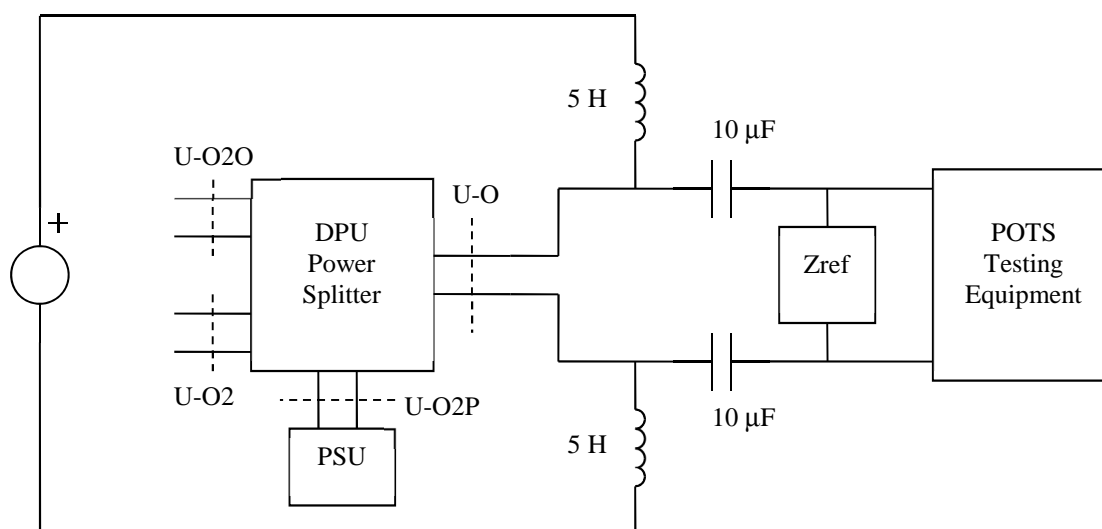 5 H
10 μF
U-O2O
U-O
+
DPU
Power
Splitter
Zref
POTS
Testing
Equipment
U-O2
U-O2P
10 μF
PSU
5 H